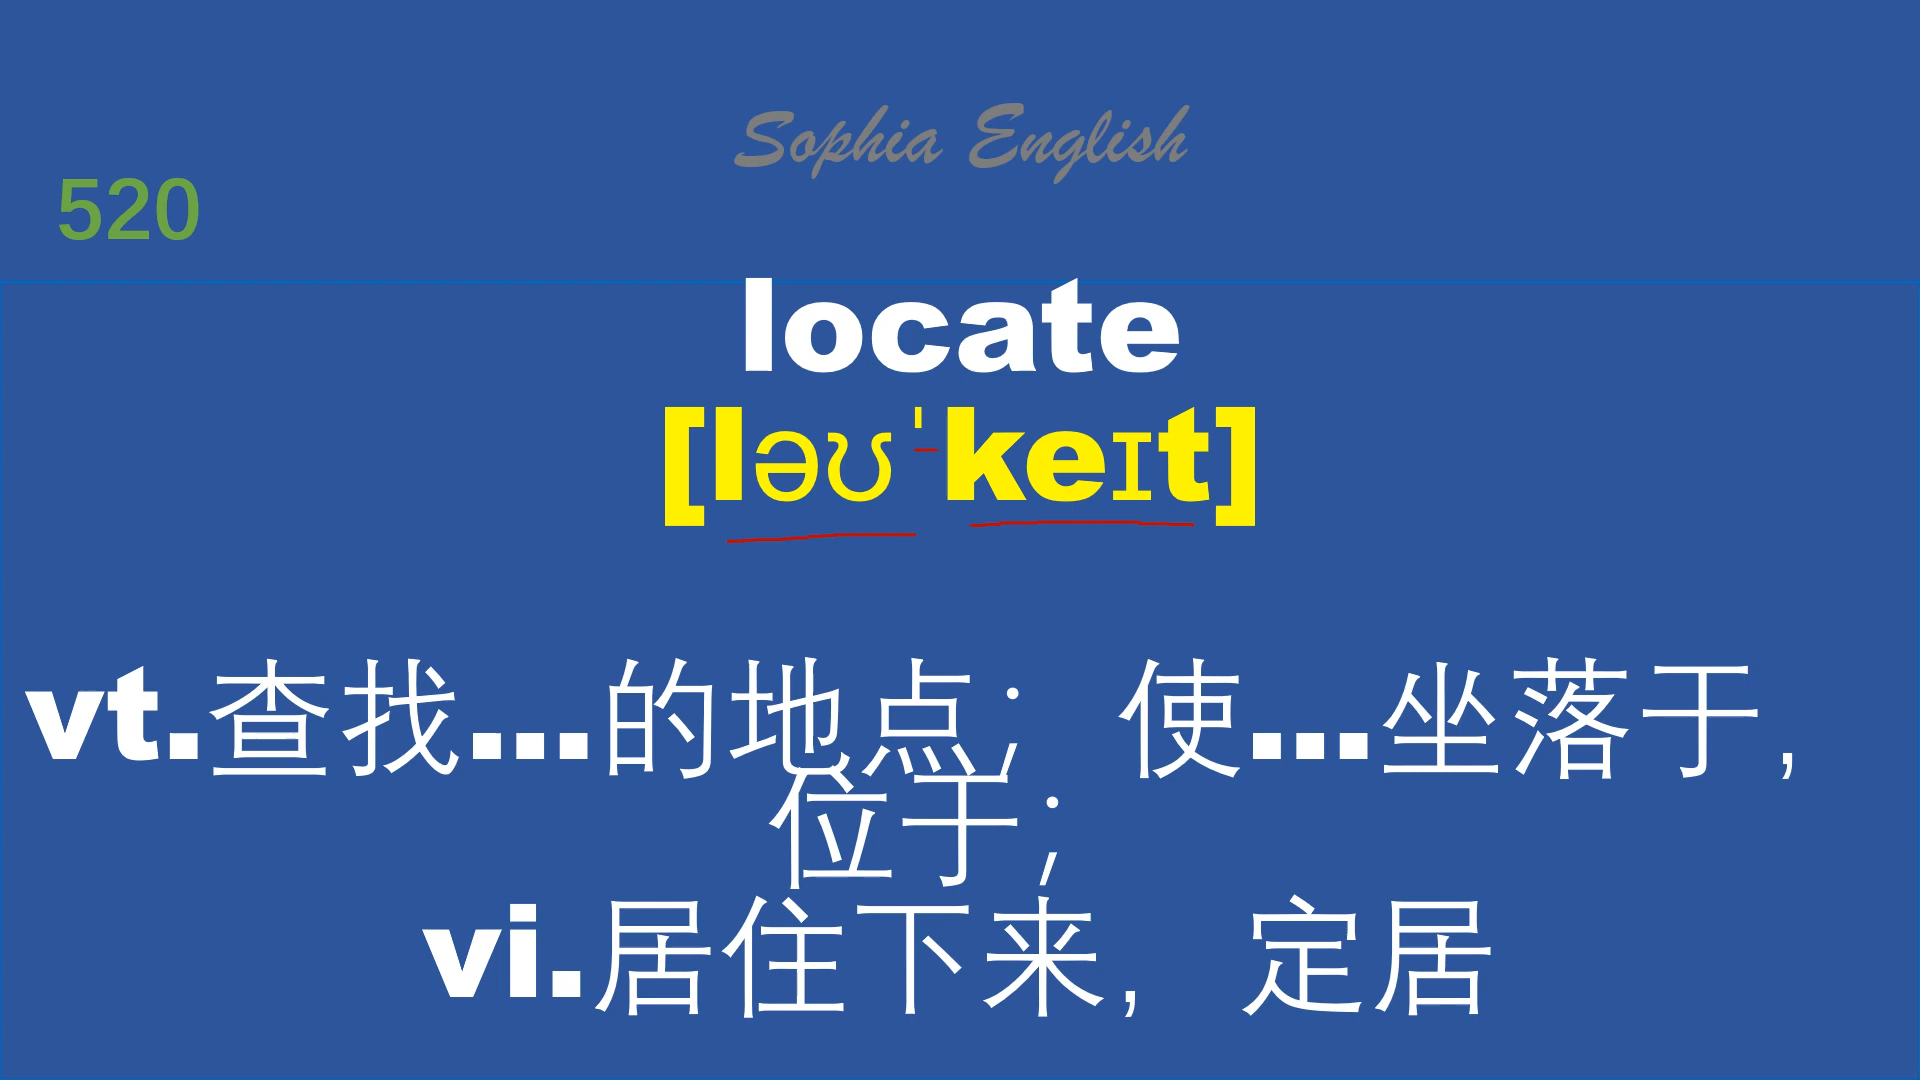 Sophia English
520
locate
[ləʊˈkeɪt]
vt.查找...的地点; 使...坐落于,
位于;
vi.居住下来, 定居